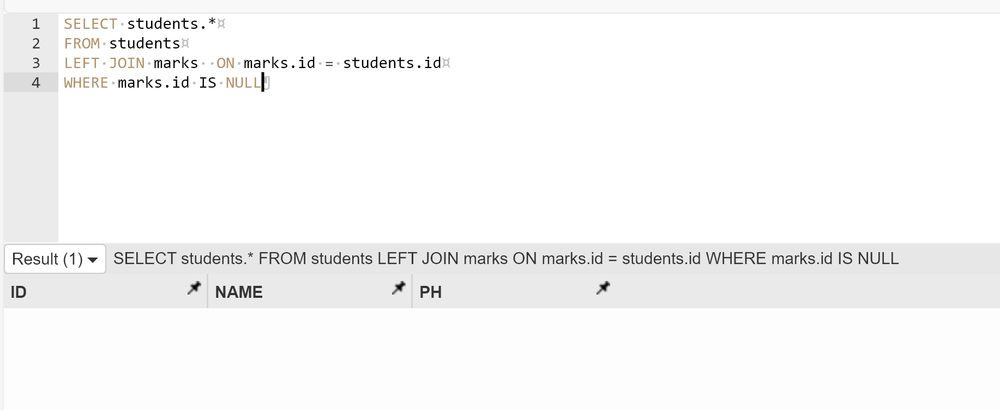 1 SELECT students.*
2 FROM students
3 LEFT JOIN marks  ON marks.id = students.id
4 WHERE marks.id IS NULL
Result (1) SELECT students.* FROM students LEFT JOIN marks ON marks.id = students.id WHERE marks.id IS NULL
ID NAME PH